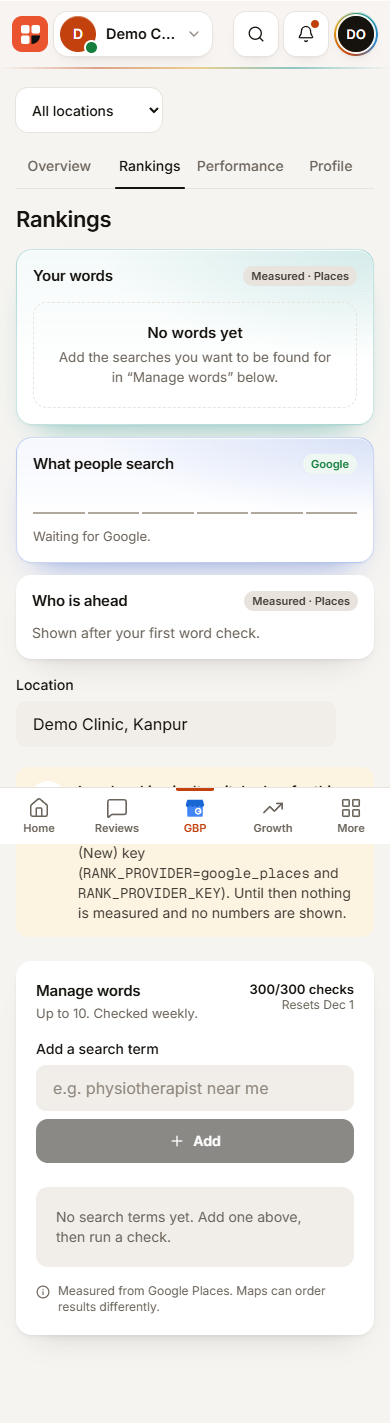 D
Demo C...
DO
All locations
Overview
Rankings
Performance
Profile
Rankings
Your words
Measured · Places
No words yet
Add the searches you want to be found for
in “Manage words” below.
What people search
Google
Waiting for Google.
Who is ahead
Measured · Places
Shown after your first word check.
Location
Demo Clinic, Kanpur
Home
Reviews
GBP
Growth
More
(New) key
(RANK_PROVIDER=google_places and
RANK_PROVIDER_KEY). Until then nothing
is measured and no numbers are shown.
Manage words
300/300 checks
Up to 10. Checked weekly.
Resets Dec 1
Add a search term
e.g. physiotherapist near me
+ Add
No search terms yet. Add one above,
then run a check.
Measured from Google Places. Maps can order
results differently.